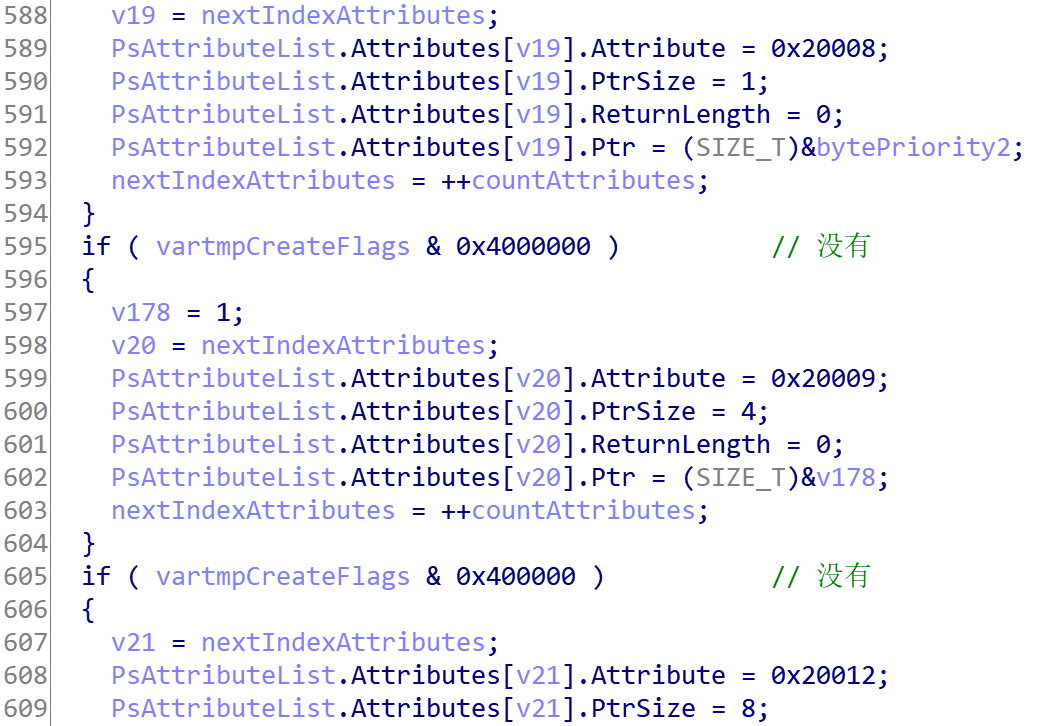 588 v19 = nextIndexAttributes;
589 PsAttributeList.Attributes[v19].Attribute = 0x20008;
590 PsAttributeList.Attributes[v19].PtrSize = 1;
591 PsAttributeList.Attributes[v19].ReturnLength = 0;
592 PsAttributeList.Attributes[v19].Ptr = (SIZE_T)&bytePriority2;
593 nextIndexAttributes = ++countAttributes;
594 }
595 if ( vartmpCreateFlags & 0x4000000 ) // 没有
596 {
597 v178 = 1;
598 v20 = nextIndexAttributes;
599 PsAttributeList.Attributes[v20].Attribute = 0x20009;
600 PsAttributeList.Attributes[v20].PtrSize = 4;
601 PsAttributeList.Attributes[v20].ReturnLength = 0;
602 PsAttributeList.Attributes[v20].Ptr = (SIZE_T)&v178;
603 nextIndexAttributes = ++countAttributes;
604 }
605 if ( vartmpCreateFlags & 0x400000 ) // 没有
606 {
607 v21 = nextIndexAttributes;
608 PsAttributeList.Attributes[v21].Attribute = 0x20012;
609 PsAttributeList.Attributes[v21].PtrSize = 8;